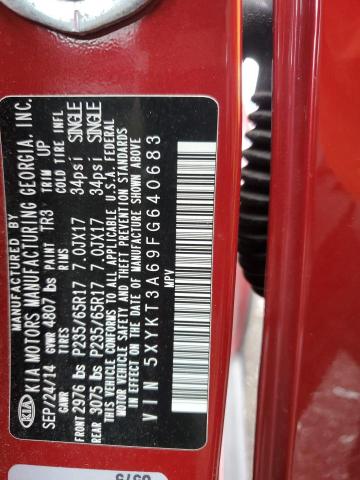 MANUFACTURED BY
KIA MOTORS MANUFACTURING GEORGIA, INC.
SEP/24/14 GVWR 4807 lbs PAINT TR3 TRIM UP
GAWR TIRES RIMS COLD TIRE INFL
FRONT 2976 lbs P235/65R17 7.0JX17 34psi SINGLE
REAR 3075 lbs P235/65R17 7.0JX17 34psi SINGLE
THIS VEHICLE CONFORMS TO ALL APPLICABLE U.S.A. FEDERAL
MOTOR VEHICLE SAFETY, BUMPER, AND THEFT PREVENTION STANDARDS
IN EFFECT ON THE DATE OF MANUFACTURE SHOWN ABOVE.
VIN 5XYKT3A69FG640683
MPV
KIA